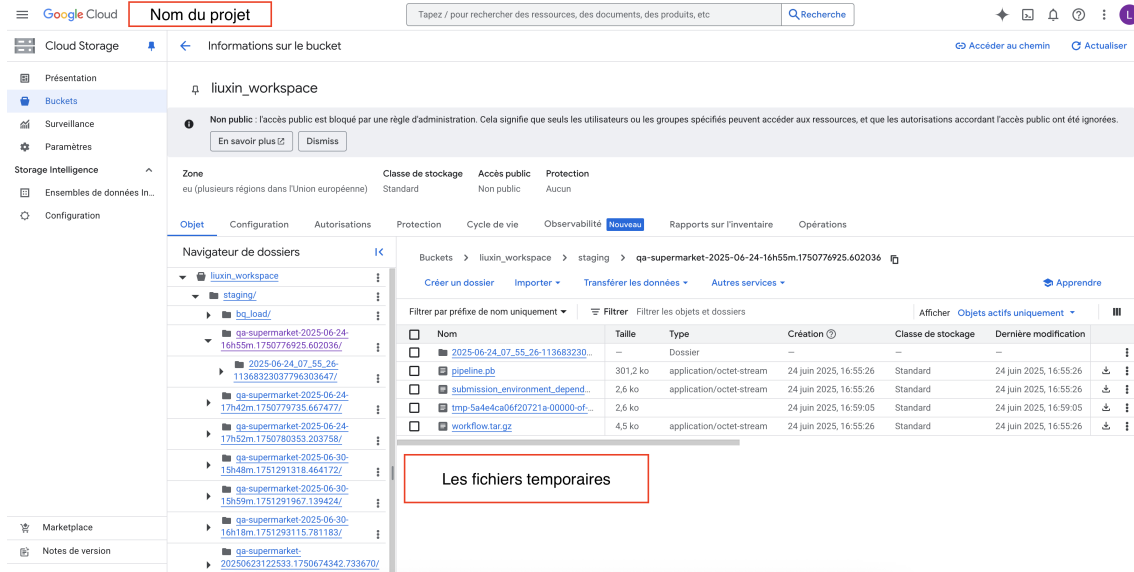 Google Cloud
Nom du projet
Tapez / pour rechercher des ressources, des documents, des produits, etc
Recherche
L
Cloud Storage
Informations sur le bucket
Accéder au chemin
Actualiser
Présentation
Buckets
Surveillance
Paramètres
Storage Intelligence
Ensembles de données In...
Configuration
Marketplace
Notes de version
liuxin_workspace
Non public : l'accès public est bloqué par une règle d'administration. Cela signifie que seuls les utilisateurs ou les groupes spécifiés peuvent accéder aux ressources, et que les autorisations accordant l'accès public ont été ignorées.
En savoir plus
Dismiss
Zone Classe de stockage Accès public Protection
eu (plusieurs régions dans l'Union européenne) Standard Non public Aucun
Objet Configuration Autorisations Protection Cycle de vie Observabilité Nouveau Rapports sur l'inventaire Opérations
Navigateur de dossiers
liuxin_workspace
staging/
bq_load/
qa-supermarket-2025-06-24-
16h55m.1750776925.602036/
2025-06-24_07_55_26-
11368323037796303647/
qa-supermarket-2025-06-24-
17h42m.1750779735.667477/
qa-supermarket-2025-06-24-
17h52m.1750780353.203758/
qa-supermarket-2025-06-30-
15h48m.1751291318.464172/
qa-supermarket-2025-06-30-
15h59m.1751291967.139424/
qa-supermarket-2025-06-30-
16h18m.1751293115.781183/
qa-supermarket-
20250623122533.1750674342.733670/
Buckets > liuxin_workspace > staging > qa-supermarket-2025-06-24-16h55m.1750776925.602036
Créer un dossier Importer Transférer les données Autres services Apprendre
Filtrer par préfixe de nom uniquement Filtrer Filtrer les objets et dossiers Afficher Objets actifs uniquement
Nom Taille Type Création Classe de stockage Dernière modification
2025-06-24_07_55_26-113683230... — Dossier — — —
pipeline.pb 301,2 ko application/octet-stream 24 juin 2025, 16:55:26 Standard 24 juin 2025, 16:55:26
submission_environment_depend... 2,6 ko application/octet-stream 24 juin 2025, 16:55:26 Standard 24 juin 2025, 16:55:26
tmp-5a4e4ca06f20721a-00000-of-... 2,6 ko 24 juin 2025, 16:59:05 Standard 24 juin 2025, 16:59:05
workflow.tar.gz 4,5 ko application/octet-stream 24 juin 2025, 16:55:26 Standard 24 juin 2025, 16:55:26
Les fichiers temporaires